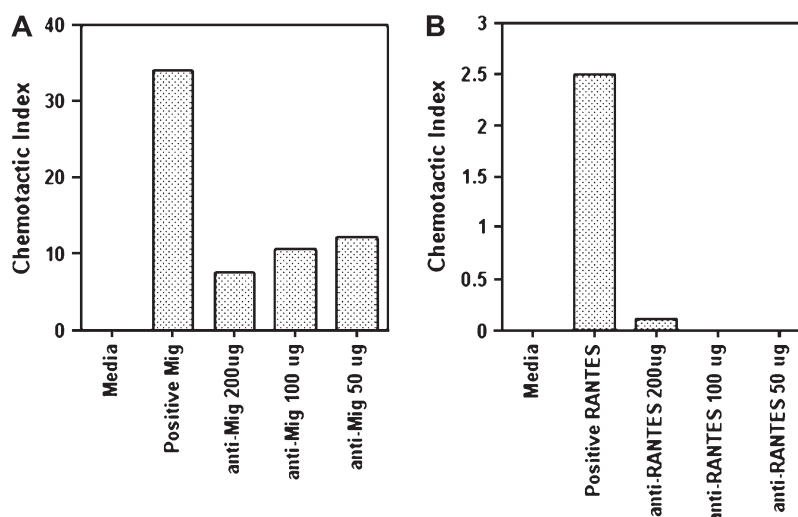 A
Chemotactic Index
40
30
20
10
0
Media
Positive Mig
anti-Mig 200ug
anti-Mig 100 ug
anti-Mig 50 ug
B
Chemotactic Index
3
2.5
2
1.5
1
0.5
0
Media
Positive RANTES
anti-RANTES 200ug
anti-RANTES 100 ug
anti-RANTES 50 ug